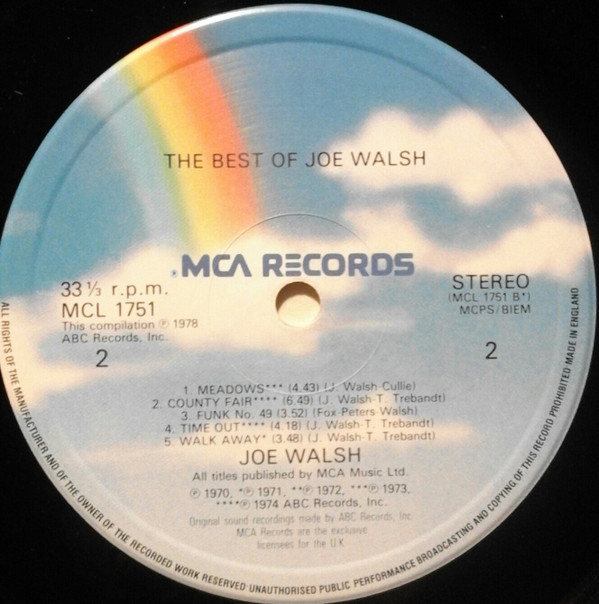 THE BEST OF JOE WALSH
MCA RECORDS
33 ⅓ r.p.m.
MCL 1751
This compilation ℗ 1978
ABC Records, Inc.
2
STEREO
(MCL 1751 B*)
MCPS/BIEM
2
1. MEADOWS*** (4.43) (J. Walsh-Cullie)
2. COUNTY FAIR**** (6.49) (J. Walsh-T. Trebandt)
3. FUNK No. 49 (3.52) (Fox-Peters-Walsh)
4. TIME OUT**** (4.18) (J. Walsh-T. Trebandt)
5. WALK AWAY* (3.48) (J. Walsh-T. Trebandt)
JOE WALSH
All titles published by MCA Music Ltd.
℗ 1970, *℗ 1971, **℗ 1972, ***℗ 1973,
****℗ 1974 ABC Records, Inc.
Original sound recordings made by ABC Records, Inc.
MCA Records are the exclusive
licensees for the U.K
ALL RIGHTS OF THE MANUFACTURER AND OF THE OWNER OF THE RECORDED WORK RESERVED UNAUTHORISED PUBLIC PERFORMANCE BROADCASTING AND COPYING OF THIS RECORD PROHIBITED·MADE IN ENGLAND